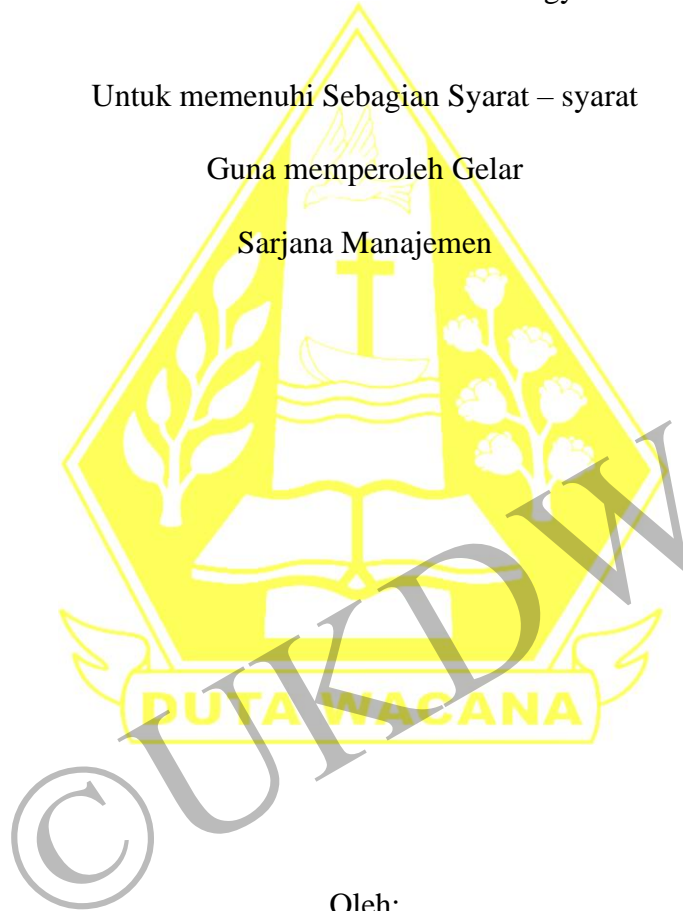 Untuk memenuhi Sebagian Syarat – syarat
Guna memperoleh Gelar
Sarjana Manajemen
DUTA WACANA
©UKDW
Oleh: